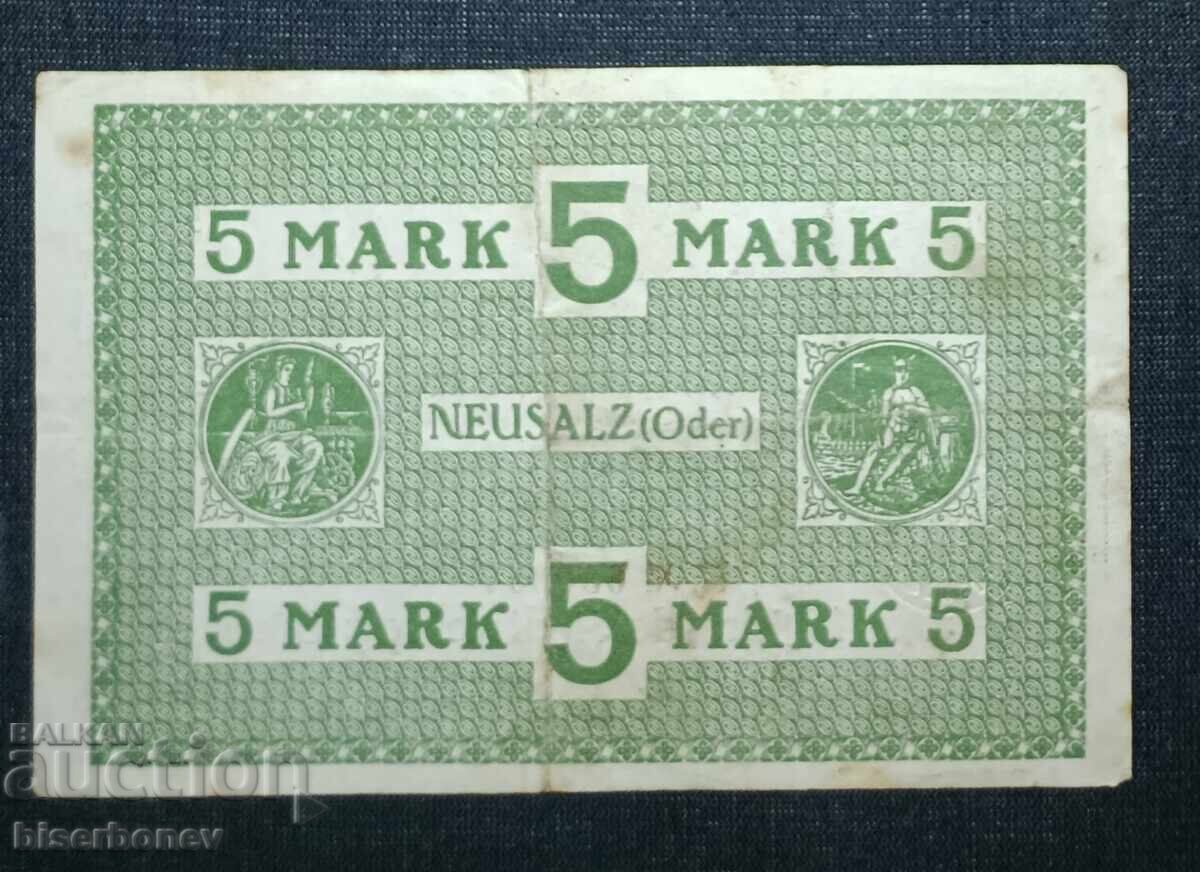 5 MARK 5 MARK 5
NEUSALZ (Oder)
5 MARK 5 MARK 5
BALKAN
auction
biserbonev